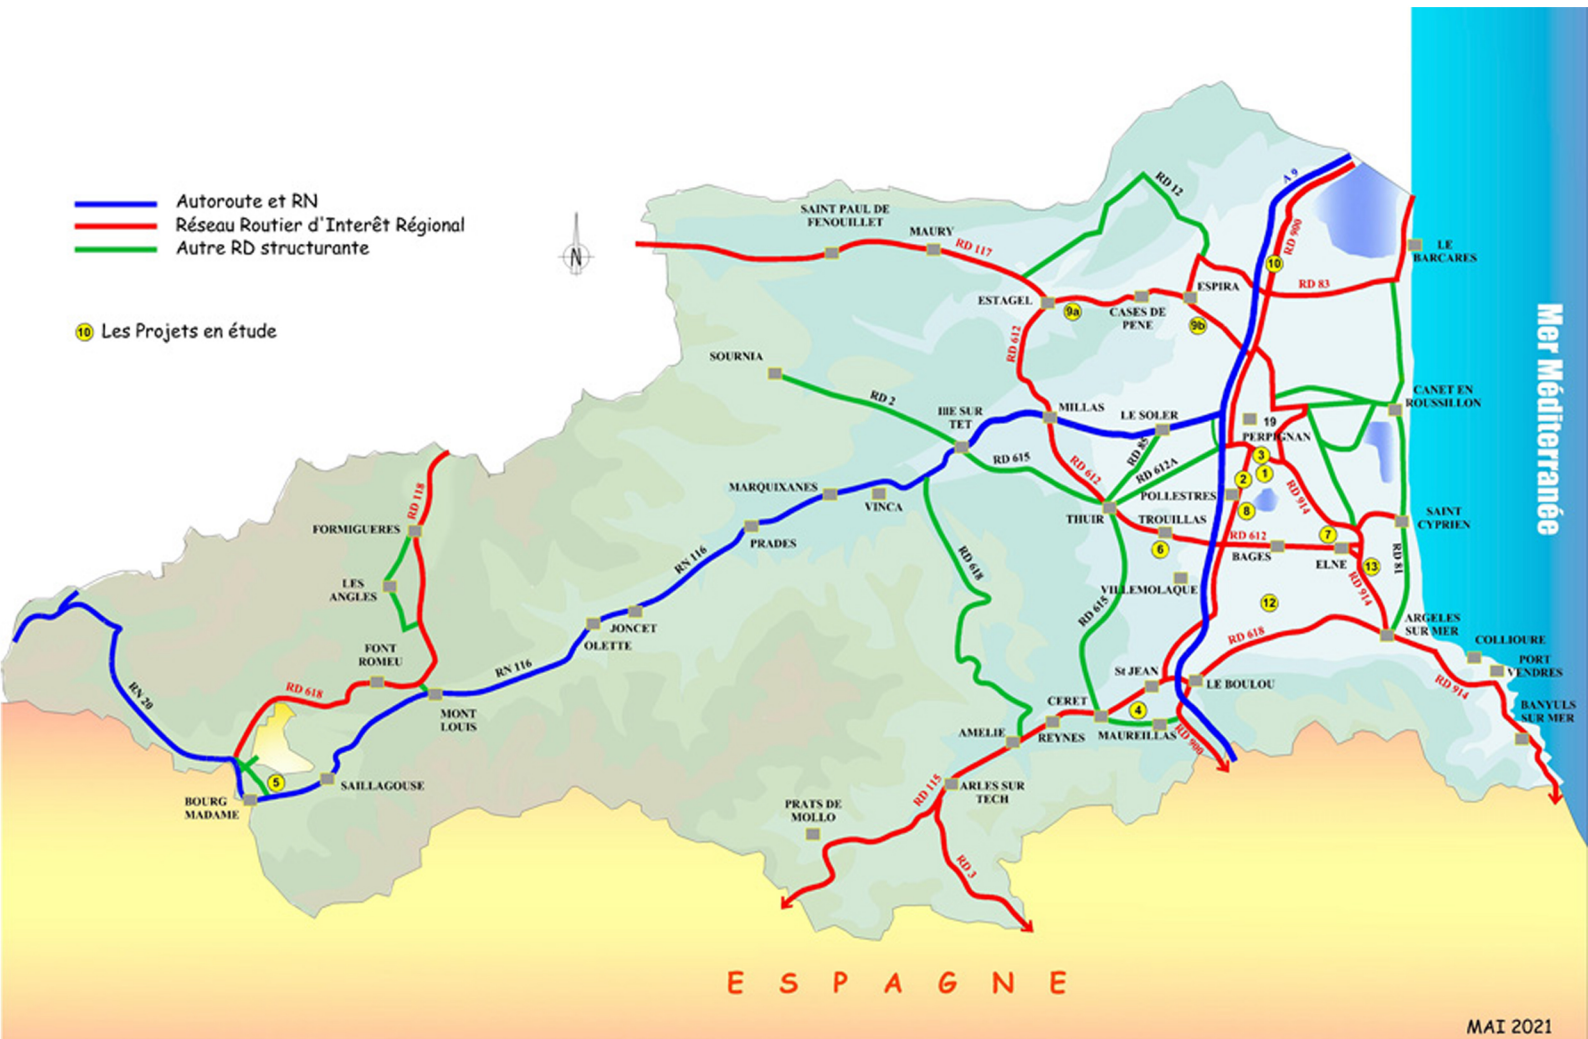 Autoroute et RN
Réseau Routier d'Interêt Régional
Autre RD structurante
10 Les Projets en étude
N
A 9
RD 12
RD 900
10
SAINT PAUL DE
FENOUILLET
MAURY
RD 117
LE
BARCARES
ESTAGEL
9a
CASES DE
PENE
ESPIRA
9b
RD 83
RD 612
SOURNIA
RD 2
IIIE SUR
TET
MILLAS
LE SOLER
CANET EN
ROUSSILLON
19
PERPIGNAN
3
1
2
8
RD 85
RD 615
RD 612
RD 612A
POLLESTRES
RD 914
MARQUIXANES
VINCA
PRADES
THUIR
TROUILLAS
6
RD 612
BAGES
7
ELNE
SAINT
CYPRIEN
RD 81
13
RD 914
RD 118
FORMIGUERES
LES
ANGLES
RN 116
RD 618
VILLEMOLAQUE
RD 615
12
JONCET
OLETTE
FONT
ROMEU
RD 618
RN 116
MONT
LOUIS
RN 20
RD 618
ARGELES
SUR MER
COLLIOURE
PORT
VENDRES
RD 914
BANYULS
SUR MER
St JEAN
LE BOULOU
CERET
4
AMELIE
REYNES
MAUREILLAS
RD 900
5
SAILLAGOUSE
BOURG
MADAME
RD 115
ARLES SUR
TECH
PRATS DE
MOLLO
RD 3
Mer Méditerranée
ESPAGNE
MAI 2021